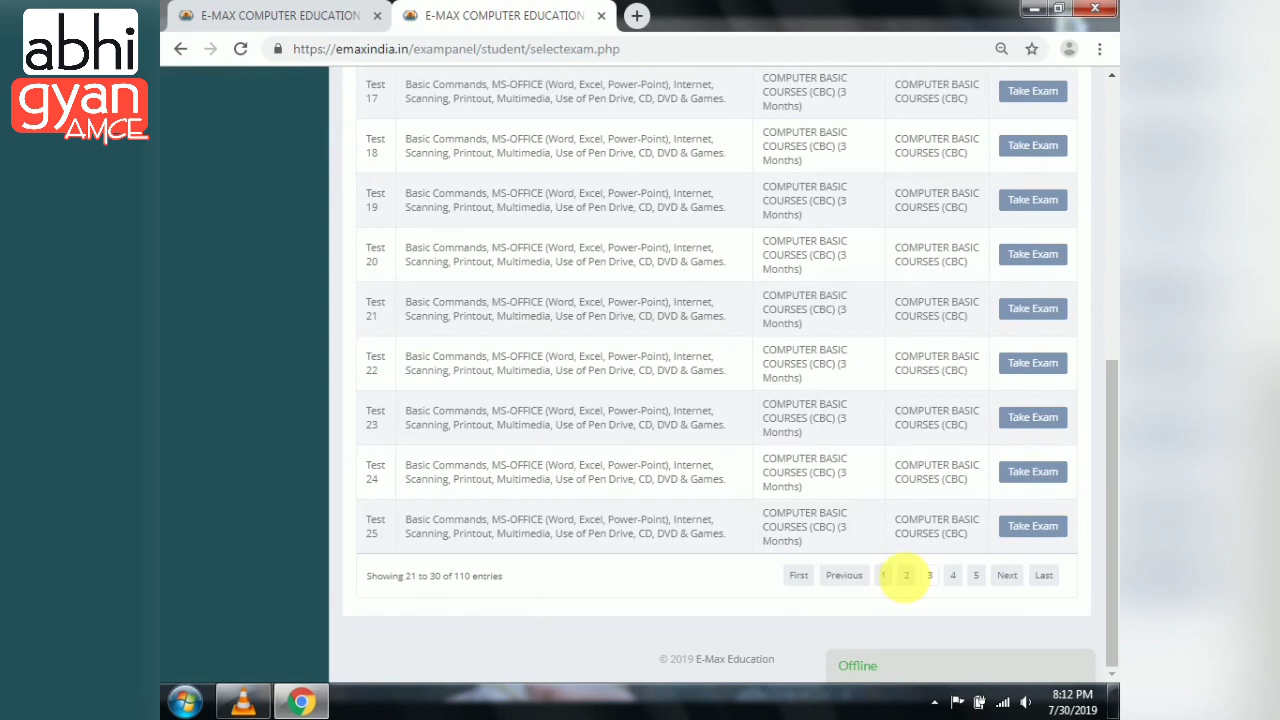 abhi
gyan
AMCE
E-MAX COMPUTER EDUCATION
E-MAX COMPUTER EDUCATION
https://emaxindia.in/exampanel/student/selectexam.php
Test
17
Basic Commands, MS-OFFICE (Word, Excel, Power-Point), Internet,
Scanning, Printout, Multimedia, Use of Pen Drive, CD, DVD & Games.
COMPUTER BASIC
COURSES (CBC) (3
Months)
COMPUTER BASIC
COURSES (CBC)
Take Exam
Test
18
Basic Commands, MS-OFFICE (Word, Excel, Power-Point), Internet,
Scanning, Printout, Multimedia, Use of Pen Drive, CD, DVD & Games.
COMPUTER BASIC
COURSES (CBC) (3
Months)
COMPUTER BASIC
COURSES (CBC)
Take Exam
Test
19
Basic Commands, MS-OFFICE (Word, Excel, Power-Point), Internet,
Scanning, Printout, Multimedia, Use of Pen Drive, CD, DVD & Games.
COMPUTER BASIC
COURSES (CBC) (3
Months)
COMPUTER BASIC
COURSES (CBC)
Take Exam
Test
20
Basic Commands, MS-OFFICE (Word, Excel, Power-Point), Internet,
Scanning, Printout, Multimedia, Use of Pen Drive, CD, DVD & Games.
COMPUTER BASIC
COURSES (CBC) (3
Months)
COMPUTER BASIC
COURSES (CBC)
Take Exam
Test
21
Basic Commands, MS-OFFICE (Word, Excel, Power-Point), Internet,
Scanning, Printout, Multimedia, Use of Pen Drive, CD, DVD & Games.
COMPUTER BASIC
COURSES (CBC) (3
Months)
COMPUTER BASIC
COURSES (CBC)
Take Exam
Test
22
Basic Commands, MS-OFFICE (Word, Excel, Power-Point), Internet,
Scanning, Printout, Multimedia, Use of Pen Drive, CD, DVD & Games.
COMPUTER BASIC
COURSES (CBC) (3
Months)
COMPUTER BASIC
COURSES (CBC)
Take Exam
Test
23
Basic Commands, MS-OFFICE (Word, Excel, Power-Point), Internet,
Scanning, Printout, Multimedia, Use of Pen Drive, CD, DVD & Games.
COMPUTER BASIC
COURSES (CBC) (3
Months)
COMPUTER BASIC
COURSES (CBC)
Take Exam
Test
24
Basic Commands, MS-OFFICE (Word, Excel, Power-Point), Internet,
Scanning, Printout, Multimedia, Use of Pen Drive, CD, DVD & Games.
COMPUTER BASIC
COURSES (CBC) (3
Months)
COMPUTER BASIC
COURSES (CBC)
Take Exam
Test
25
Basic Commands, MS-OFFICE (Word, Excel, Power-Point), Internet,
Scanning, Printout, Multimedia, Use of Pen Drive, CD, DVD & Games.
COMPUTER BASIC
COURSES (CBC) (3
Months)
COMPUTER BASIC
COURSES (CBC)
Take Exam
Showing 21 to 30 of 110 entries
First Previous 1 2 3 4 5 Next Last
© 2019 E-Max Education
Offline
8:12 PM
7/30/2019